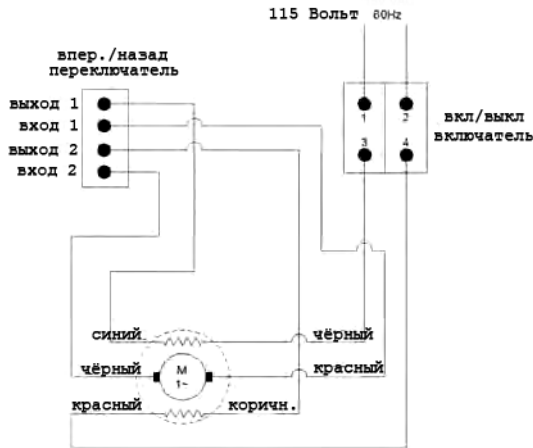 115 Вольт 60Hz
впер./назад
переключатель
выход 1
вход 1
выход 2
вход 2
1 2
3 4
вкл/выкл
включатель
синий чёрный
чёрный М красный
1~
красный коричн.